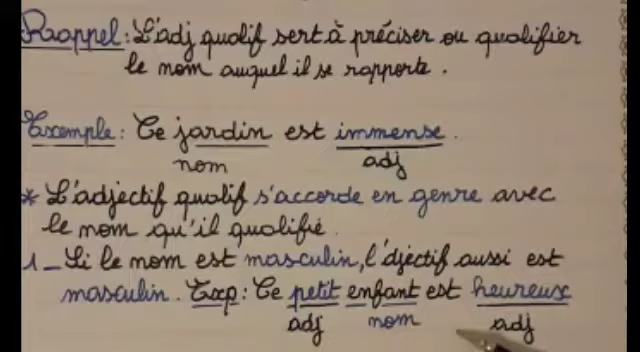 Rappel : L'adj qualif sert à préciser ou qualifier
le nom auquel il se rapporte.
Exemple : Ce jardin est immense.
nom adj
* L'adjectif qualif s'accorde en genre avec
le nom qu'il qualifié.
1_ Si le nom est masculin, l'djectif aussi est
masculin. Exp : Ce petit enfant est heureux
adj nom adj